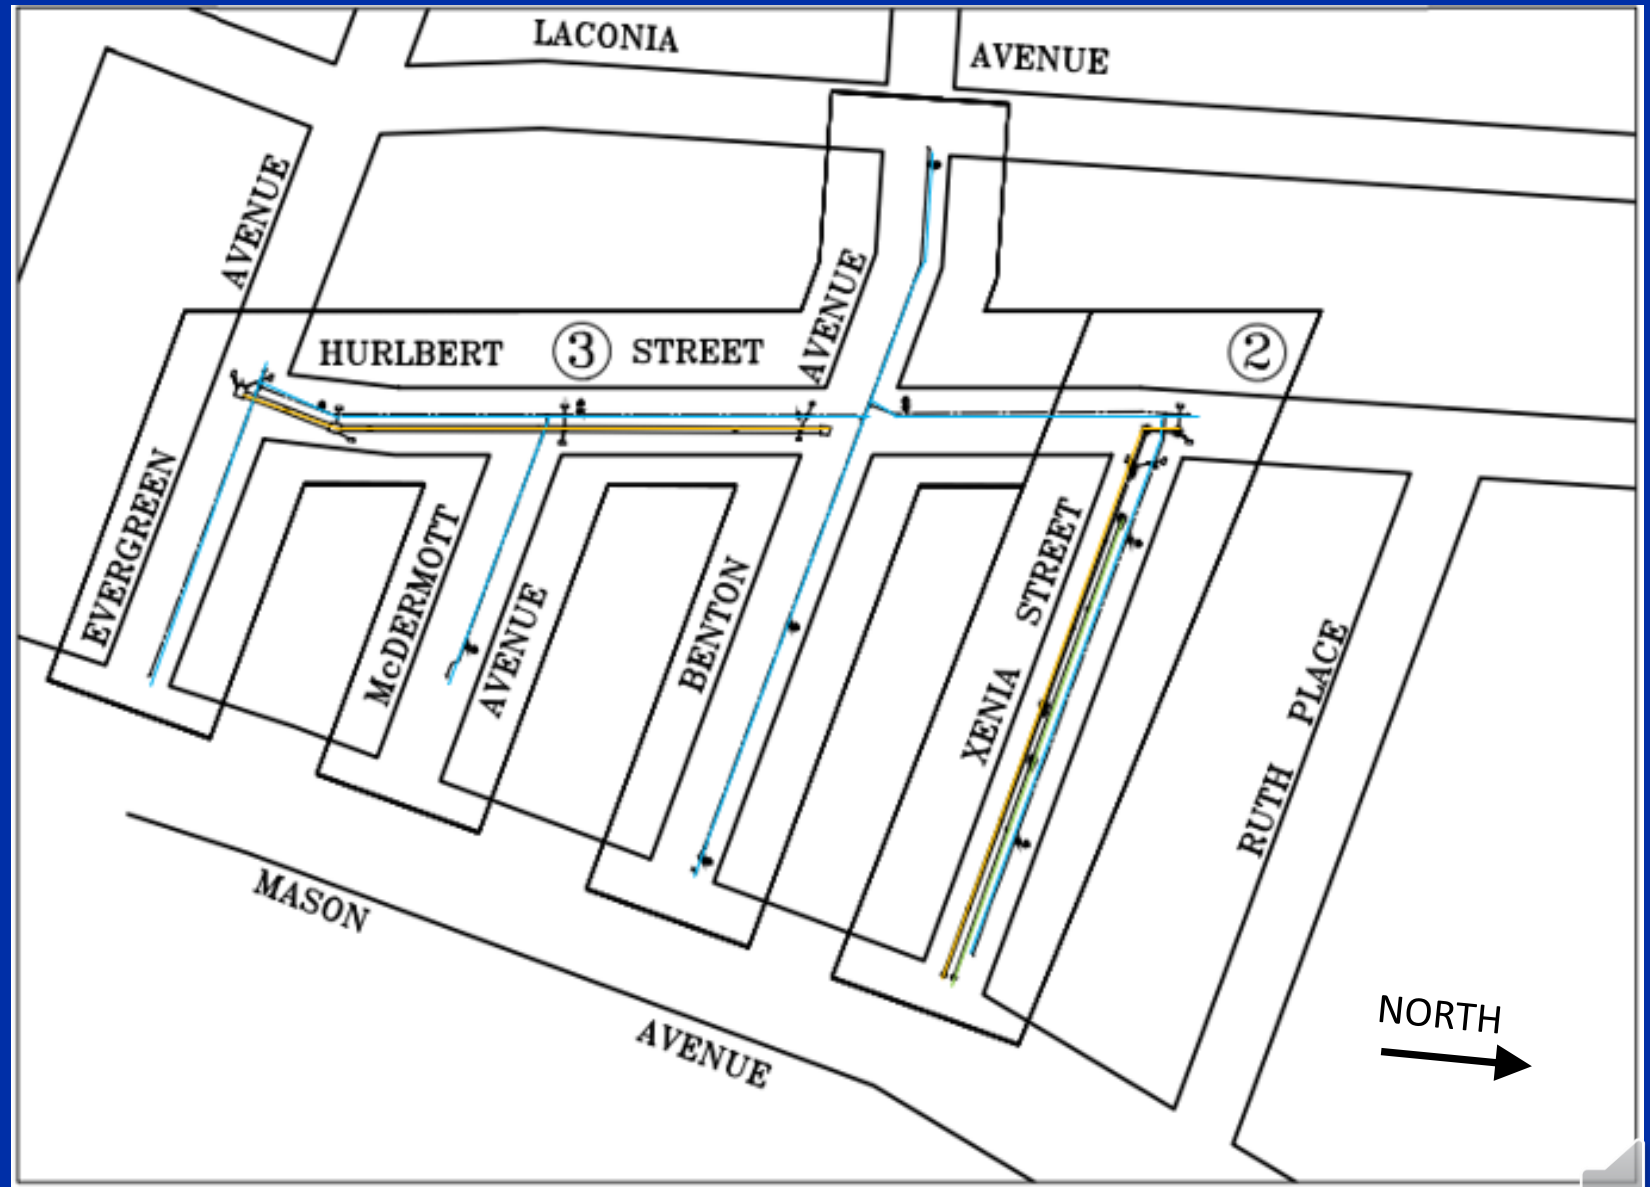 LACONIA
AVENUE
AVENUE
AVENUE
HURLBERT
③
STREET
②
EVERGREEN
McDERMOTT
AVENUE
BENTON
XENIA
STREET
RUTH
PLACE
MASON
AVENUE
NORTH